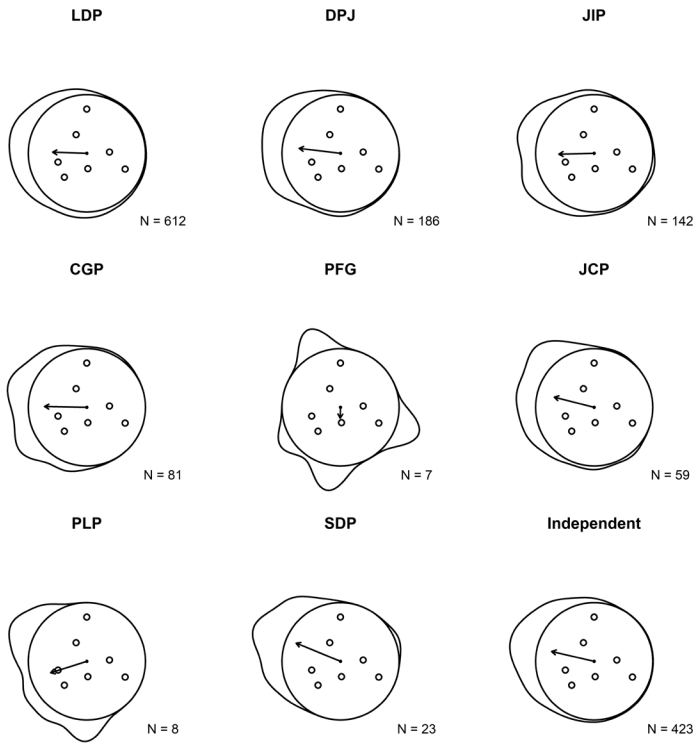 LDP
DPJ
JIP
N = 612
N = 186
N = 142
CGP
PFG
JCP
N = 81
N = 7
N = 59
PLP
SDP
Independent
N = 8
N = 23
N = 423